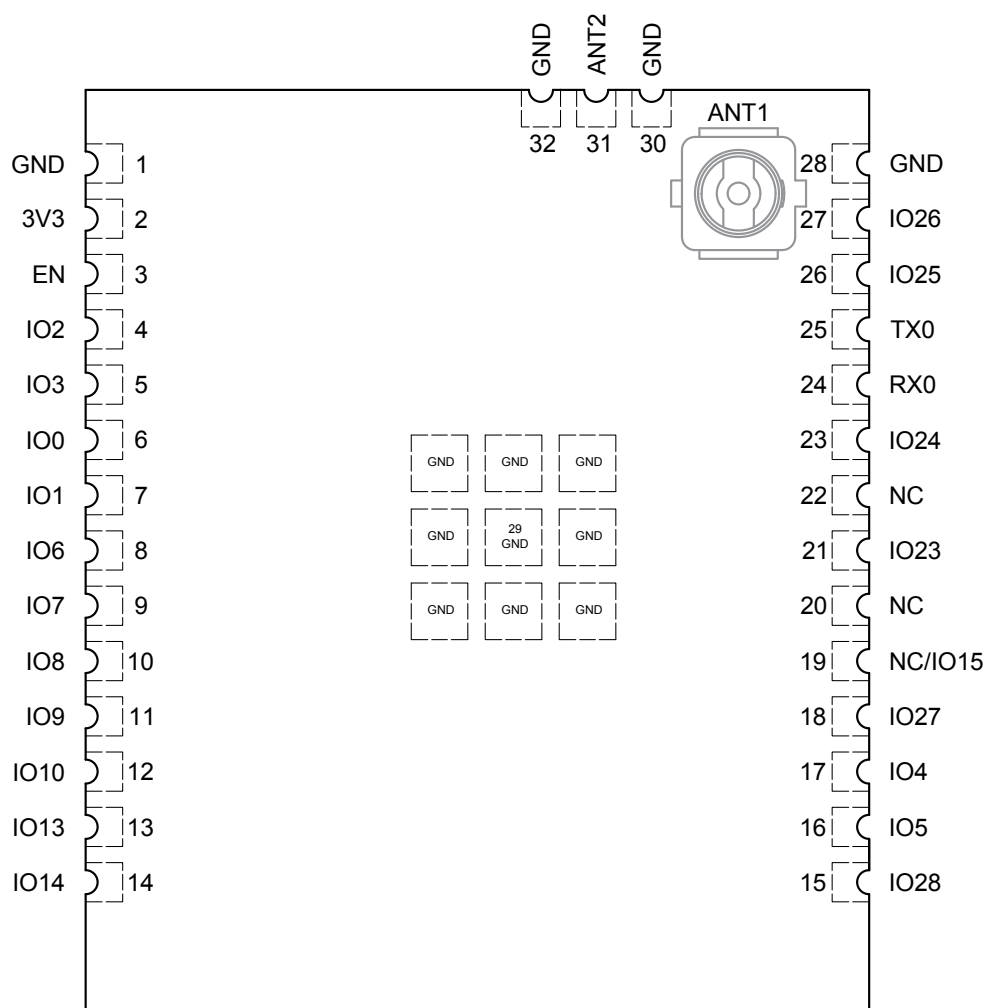 GND ANT2 GND
32 31 30
ANT1
GND 1
3V3 2
EN 3
IO2 4
IO3 5
IO0 6
IO1 7
IO6 8
IO7 9
IO8 10
IO9 11
IO10 12
IO13 13
IO14 14
GND GND GND
GND 29 GND GND
GND GND GND
28 GND
27 IO26
26 IO25
25 TX0
24 RX0
23 IO24
22 NC
21 IO23
20 NC
19 NC/IO15
18 IO27
17 IO4
16 IO5
15 IO28